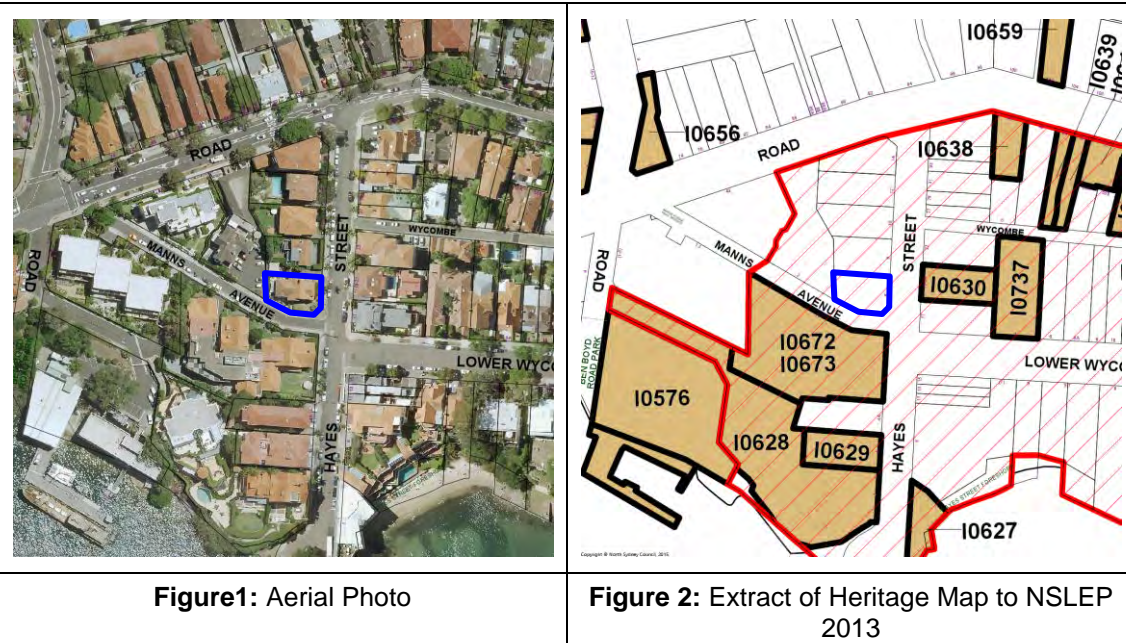 ROAD
MANNS
AVENUE
STREET
WYCOMBE
ROAD
LOWER WYCO
HAYES
I0659
I0639
I0656
ROAD
I0638
WYCOMBE
STREET
MANNS
AVENUE
ROAD
I0630
I0737
I0672
I0673
BEN BOYD
ROAD PARK
LOWER WYCO
I0576
I0628
I0629
HAYES
I0627
Copyright © North Sydney Council, 2015
Figure1: Aerial Photo
Figure 2: Extract of Heritage Map to NSLEP
2013